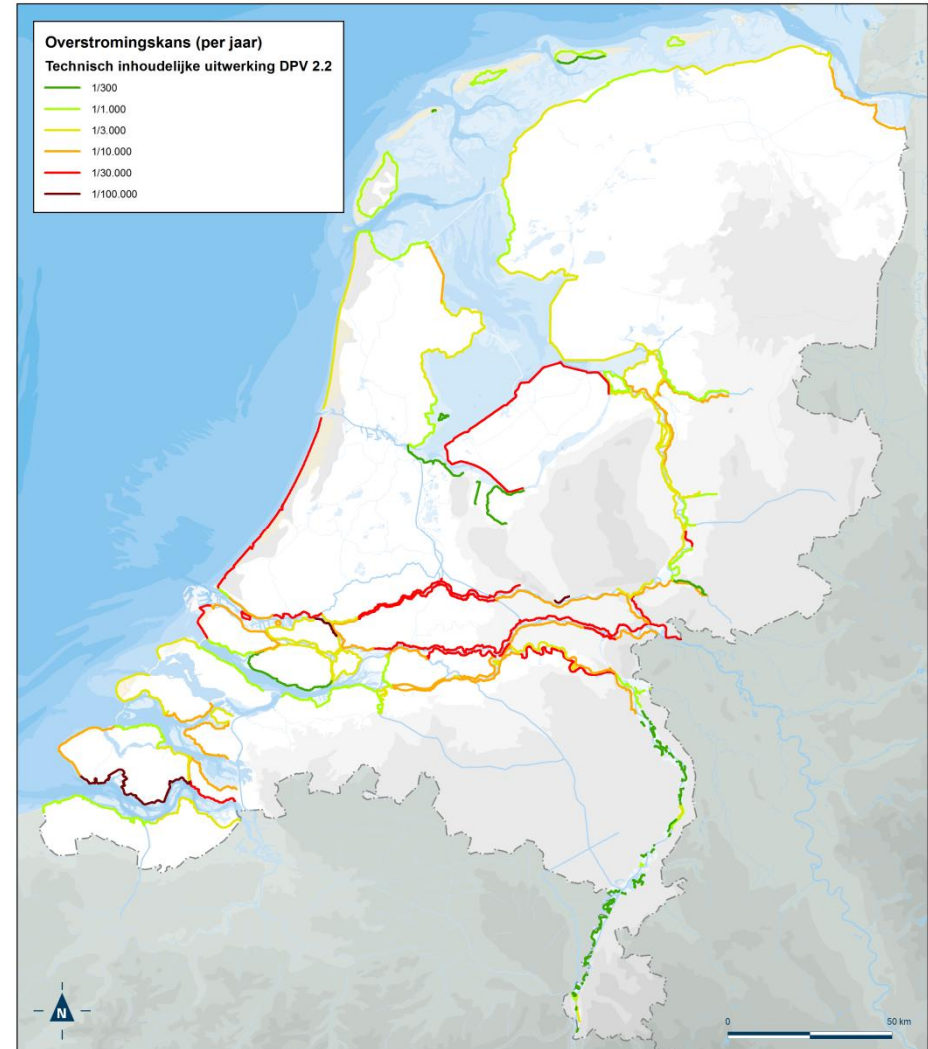 Overstromingskans (per jaar)
Technisch inhoudelijke uitwerking DPV 2.2
1/300
1/1.000
1/3.000
1/10.000
1/30.000
1/100.000
N
0 50 km